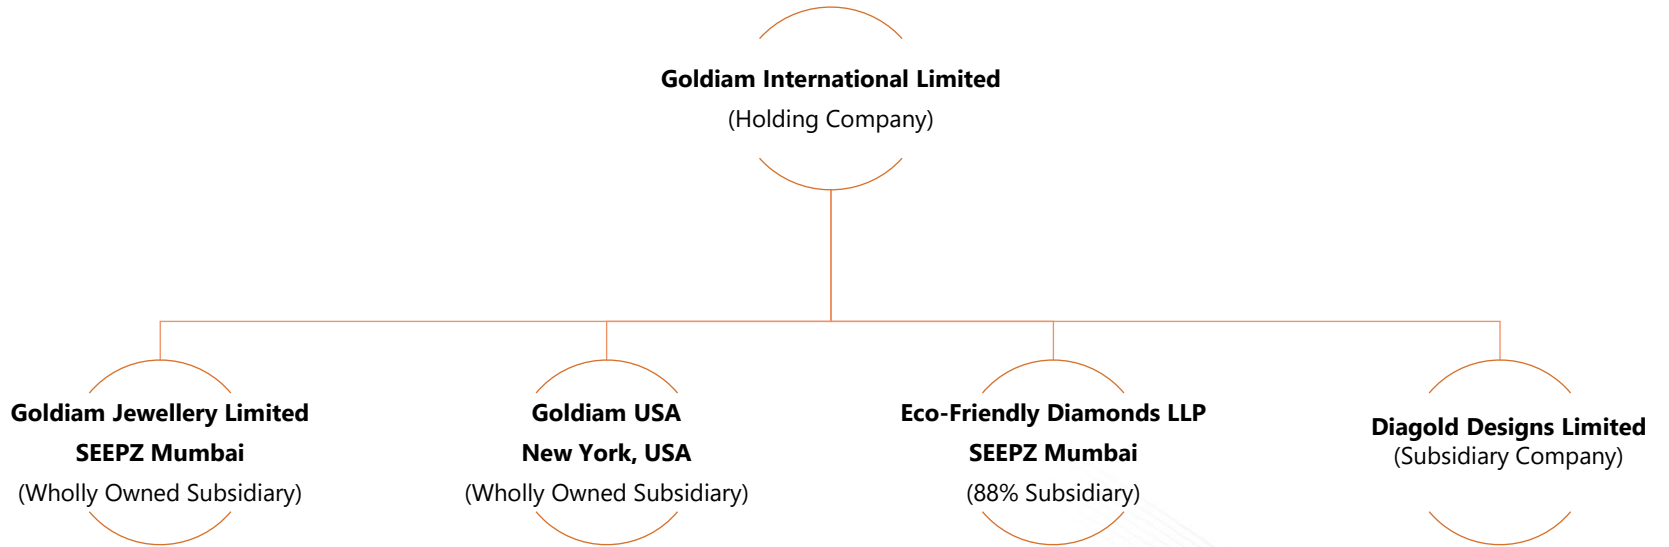 Goldiam International Limited
(Holding Company)
Goldiam Jewellery Limited
SEEPZ Mumbai
(Wholly Owned Subsidiary)
Goldiam USA
New York, USA
(Wholly Owned Subsidiary)
Eco-Friendly Diamonds LLP
SEEPZ Mumbai
(88% Subsidiary)
Diagold Designs Limited
(Subsidiary Company)